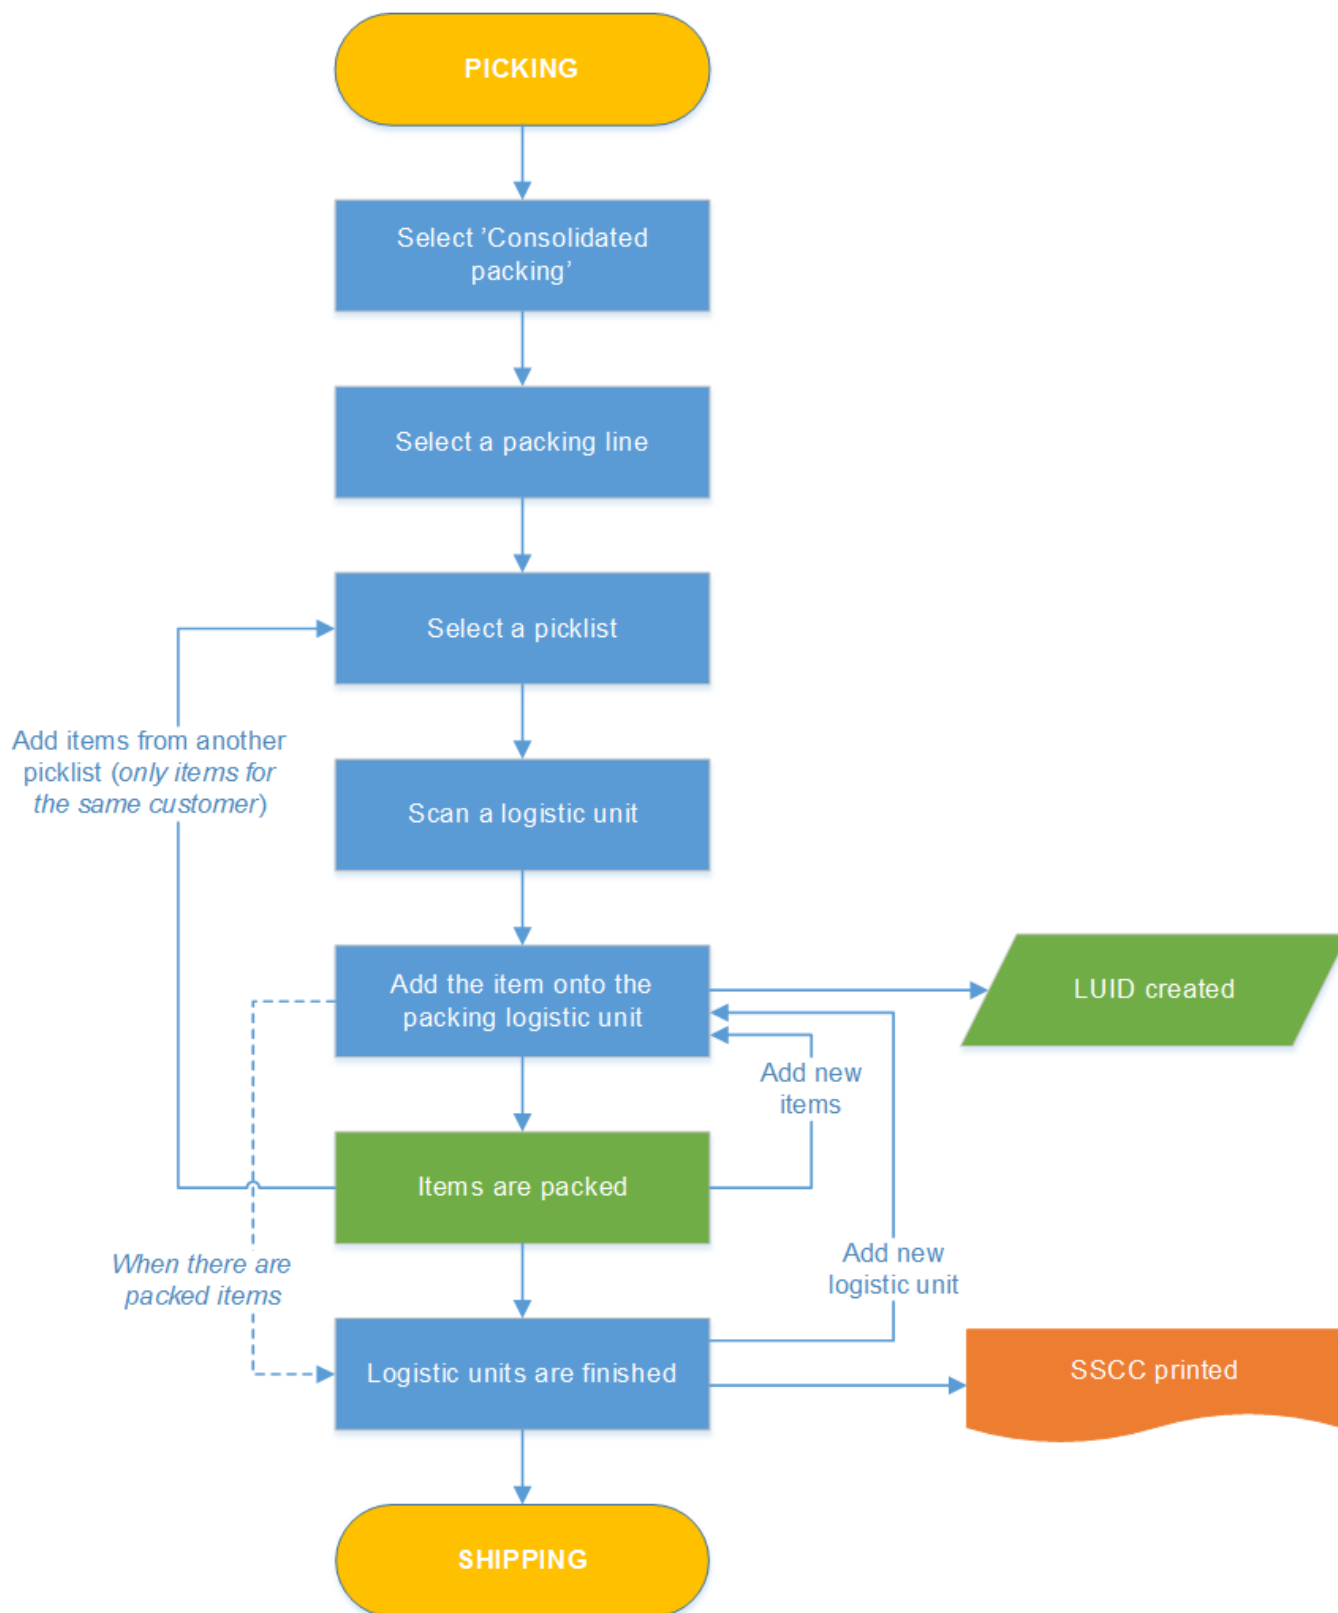 PICKING
Select ’Consolidated
packing’
Select a packing line
Select a picklist
Add items from another
picklist (only items for
the same customer)
Scan a logistic unit
Add the item onto the
packing logistic unit
LUID created
Add new
items
Items are packed
When there are
packed items
Add new
logistic unit
Logistic units are finished
SSCC printed
SHIPPING